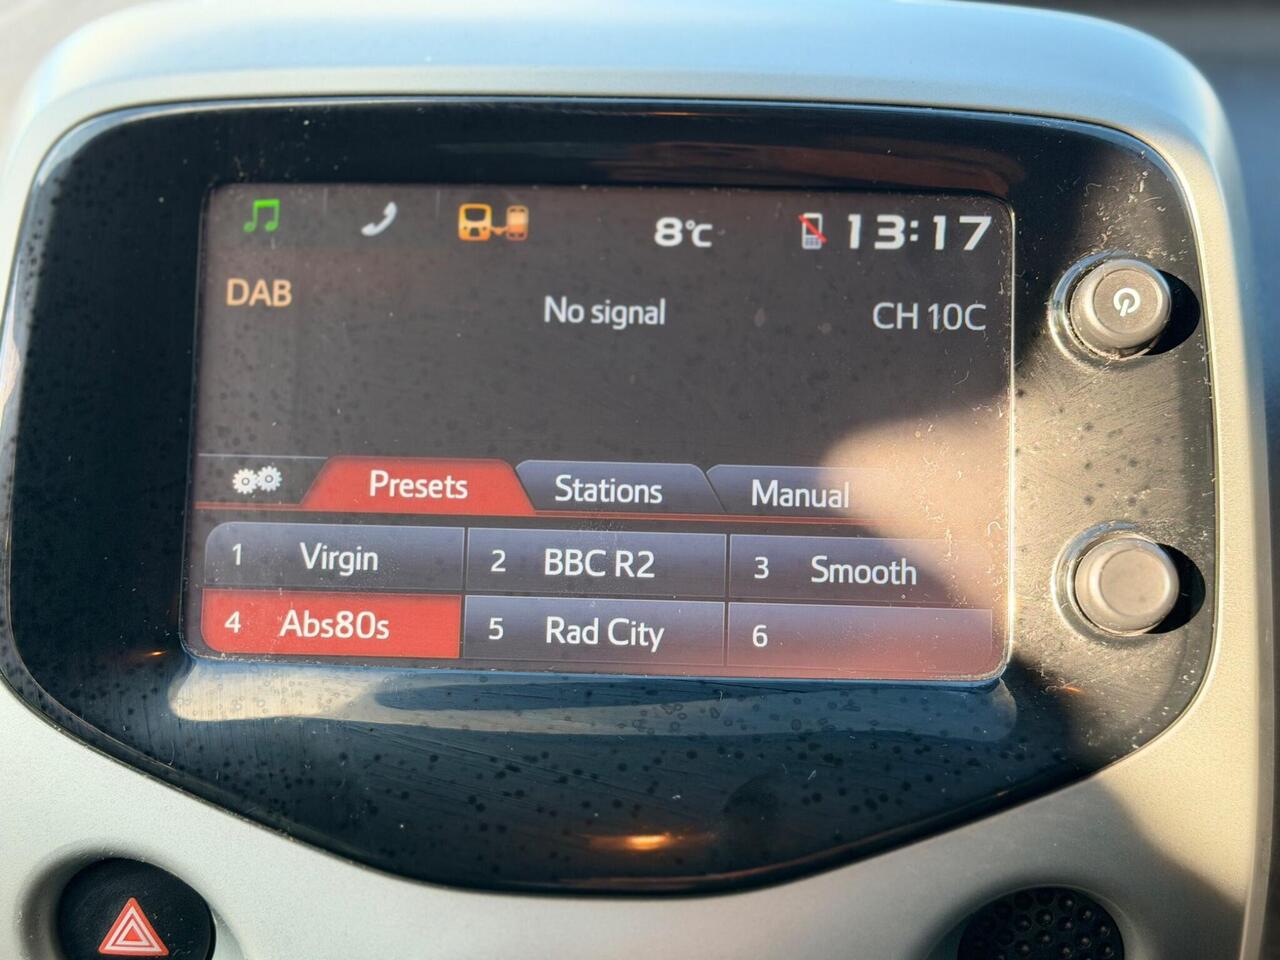 8°C 13:17
DAB
No signal
CH 10C
Presets Stations Manual
1 Virgin 2 BBC R2 3 Smooth
4 Abs80s 5 Rad City 6